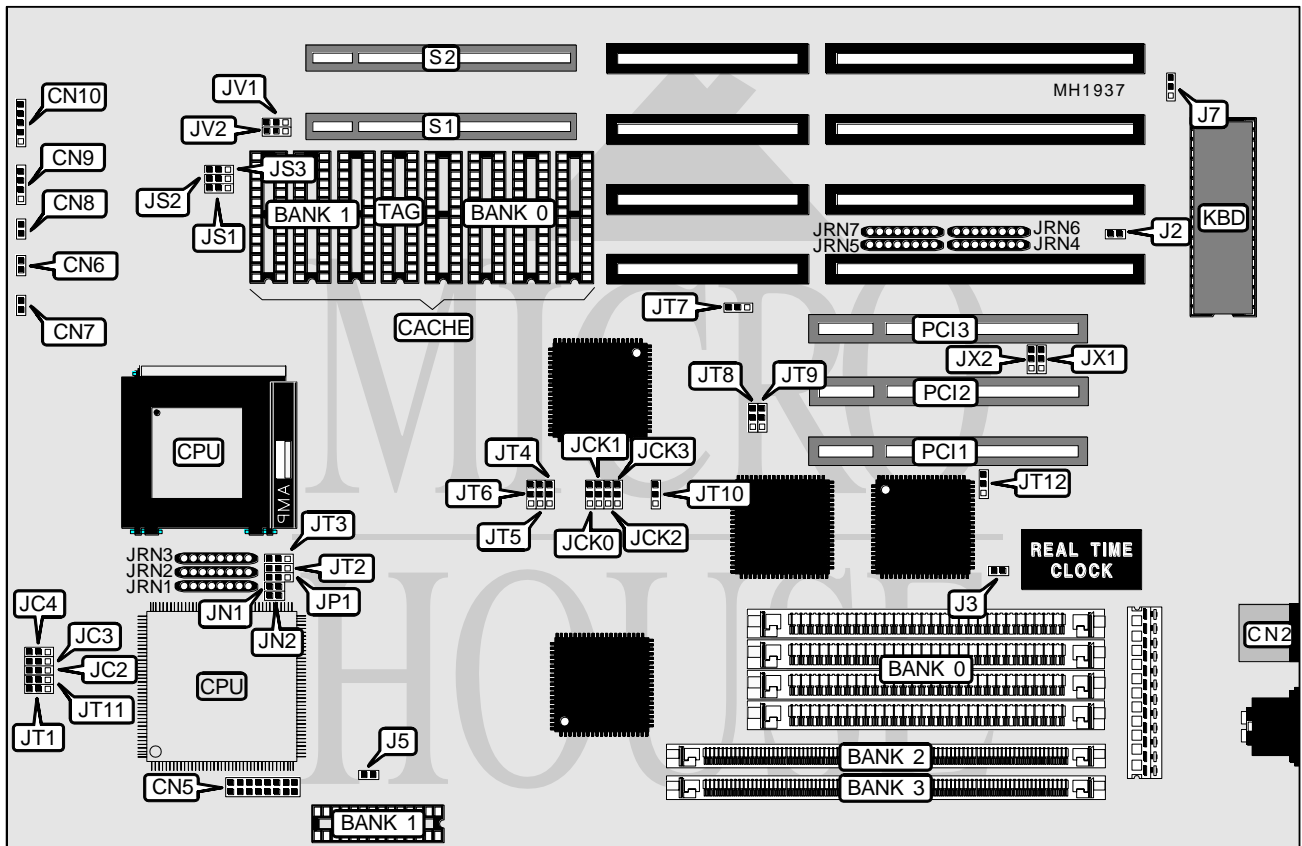 S2
MH1937
CN10
JV1
J7
JV2
S1
CN9
JS3
JS2
CN8
BANK 1
TAG
BANK 0
KBD
JS1
JRN7
JRN6
J2
JRN5
JRN4
CN6
CN7
JT7
CACHE
PCI3
JX2
JX1
JT8
JT9
PCI2
CPU
JCK1
JCK3
JT4
PCI1
JT6
JT10
JT12
AMP
JT5
JCK0
JCK2
JT3
REAL TIME
CLOCK
JRN3
JRN2
JRN1
JT2
JP1
JN1
JN2
J3
JC4
JC3
JC2
CN2
BANK 0
CPU
JT11
JT1
J5
BANK 2
CN5
BANK 3
BANK 1
MICRO
HOUSE